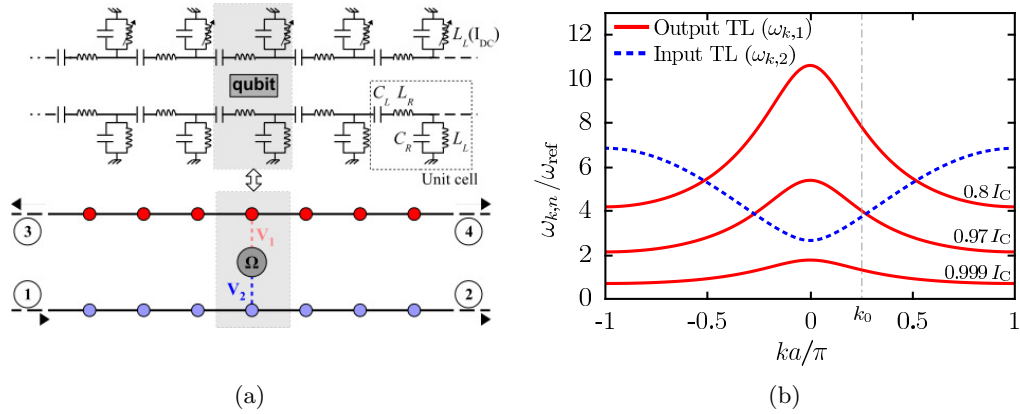 L_L(I_DC)
qubit
C_L L_R
C_R L_L
Unit cell
3 4
V_1
Ω
V_2
1 2
(a)
Output TL (ω_{k,1})
Input TL (ω_{k,2})
ω_{k,n}/ω_ref
12
10
8
6
4
2
0
0.8 I_C
0.97 I_C
0.999 I_C
-1 -0.5 0 k_0 0.5 1
ka/π
(b)